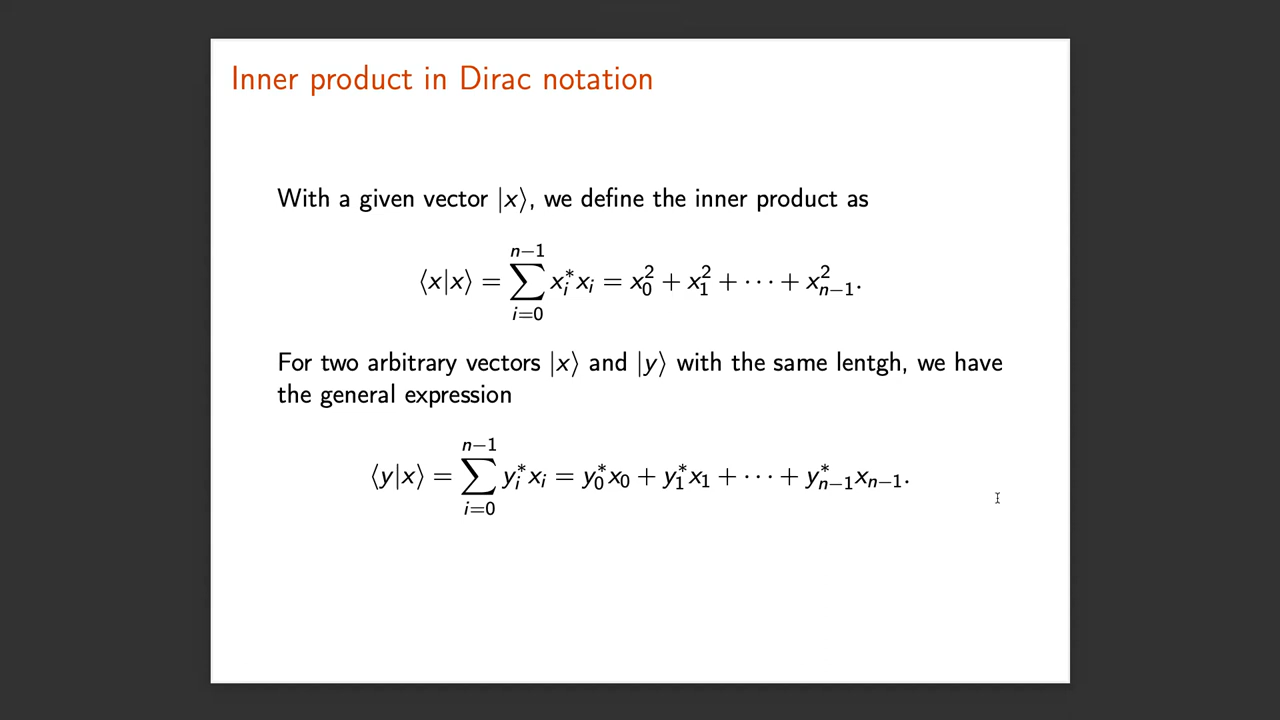 Inner product in Dirac notation
With a given vector |x⟩, we define the inner product as
⟨x|x⟩ = ∑_{i=0}^{n−1} x_i^* x_i = x_0^2 + x_1^2 + · · · + x_{n−1}^2.
For two arbitrary vectors |x⟩ and |y⟩ with the same lentgh, we have
the general expression
⟨y|x⟩ = ∑_{i=0}^{n−1} y_i^* x_i = y_0^* x_0 + y_1^* x_1 + · · · + y_{n−1}^* x_{n−1}.